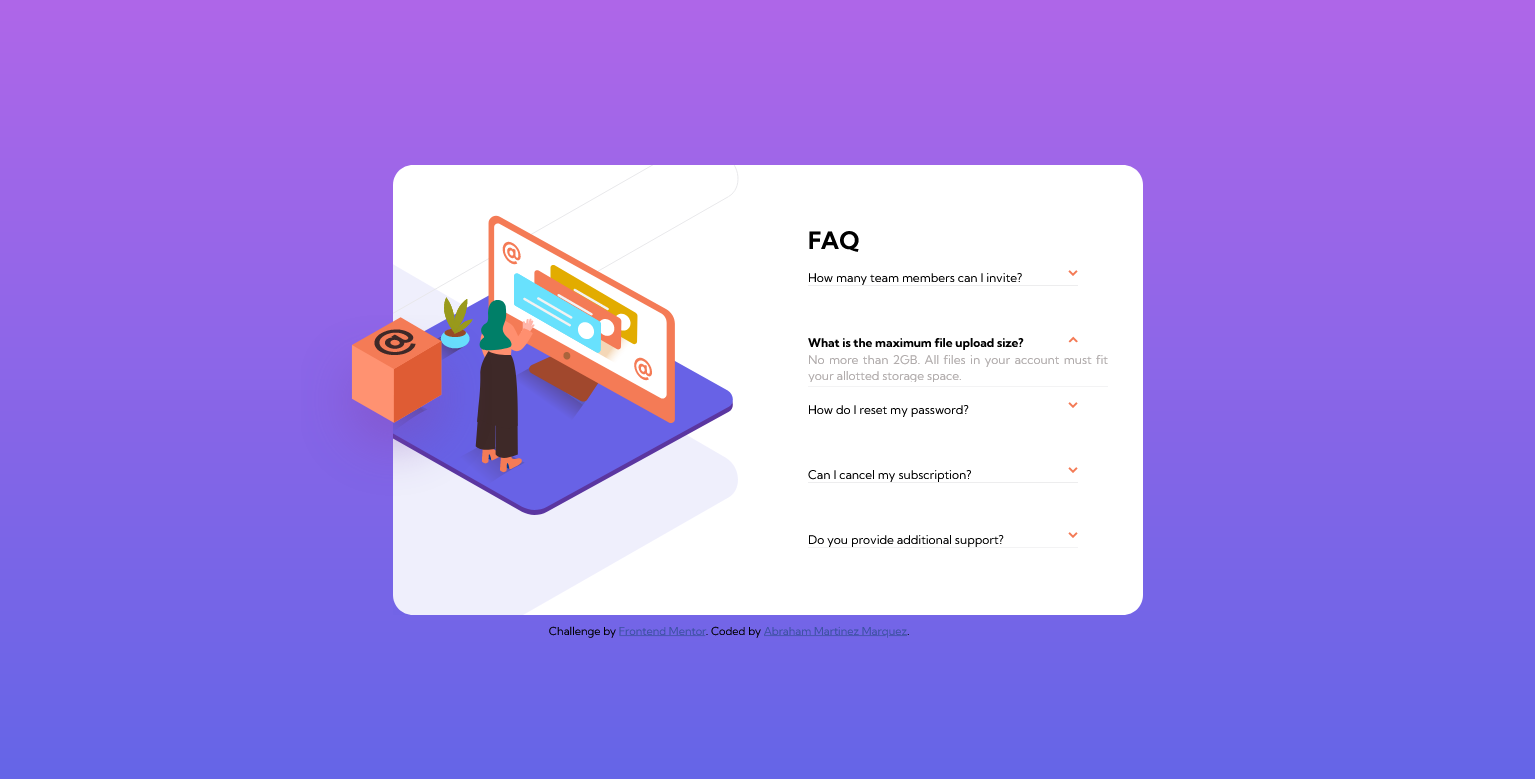 @
@
@
FAQ
How many team members can I invite?
What is the maximum file upload size?
No more than 2GB. All files in your account must fit
your allotted storage space.
How do I reset my password?
Can I cancel my subscription?
Do you provide additional support?
Challenge by Frontend Mentor. Coded by Abraham Martinez Marquez.